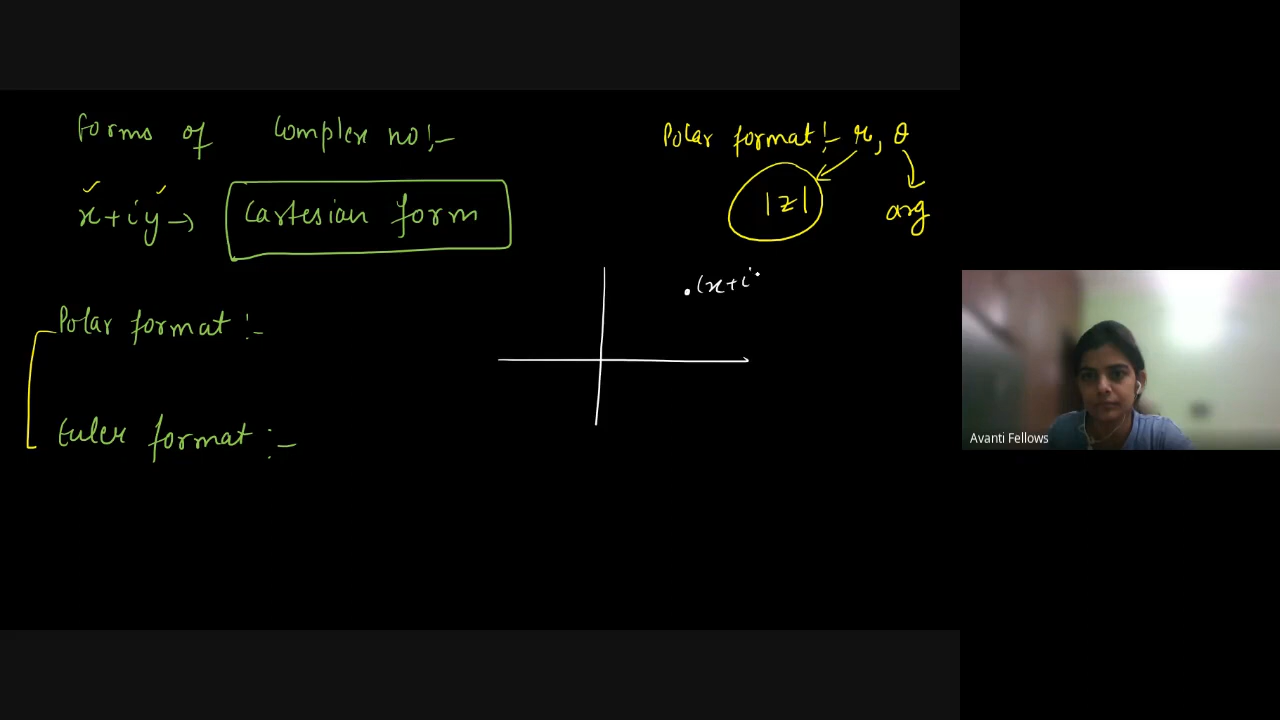 Forms of Complex no!-
x+iy→ Cartesian form
Polar format:-
Euler format:-
Polar format!- r, θ
|z|
arg
.(x+i
Avanti Fellows